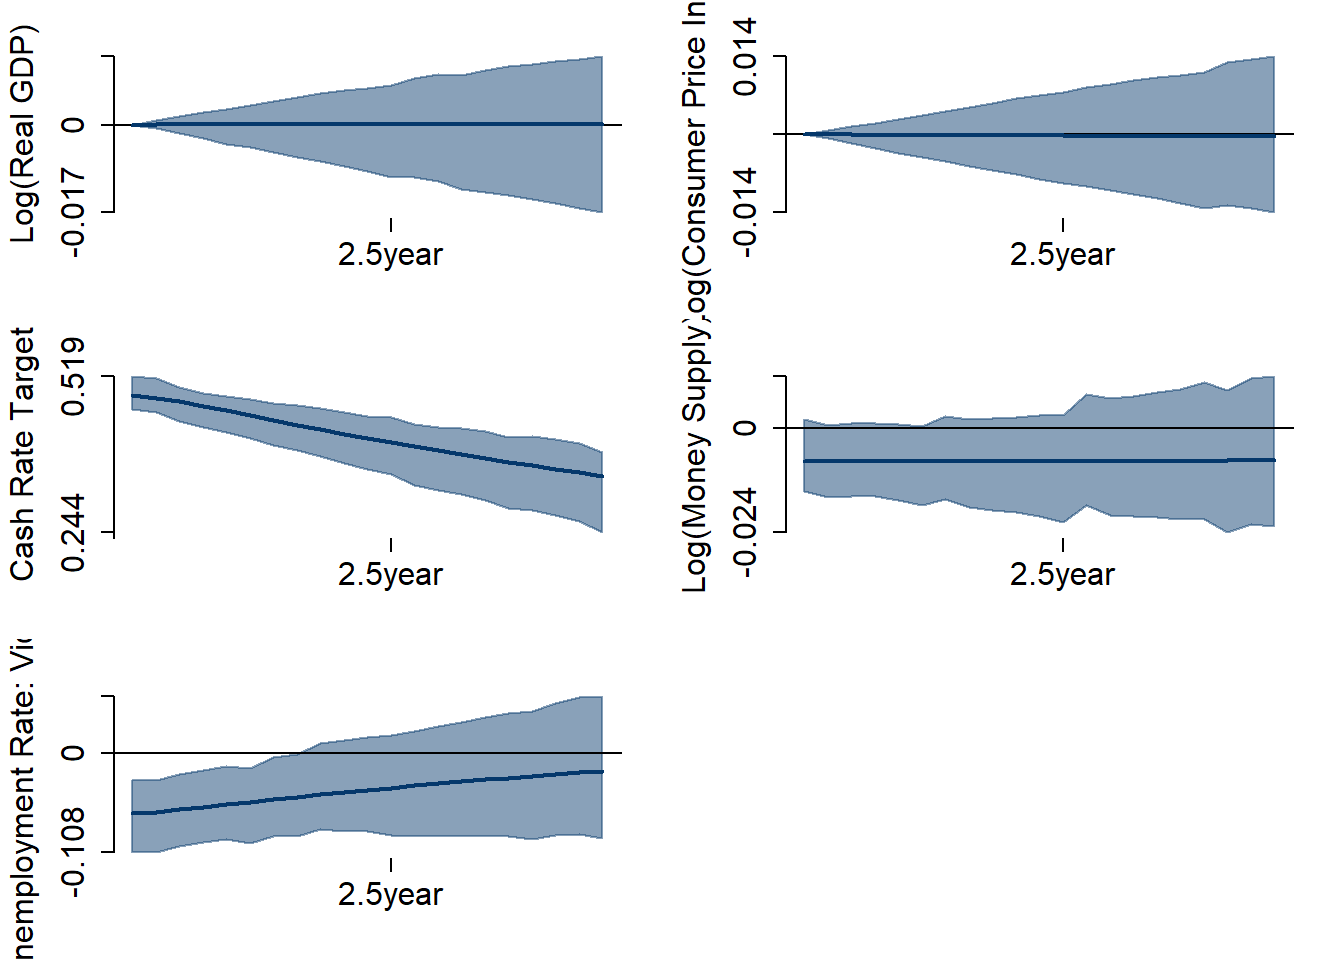 Log(Real GDP)
0
-0.017
2.5year
Log(Consumer Price In
0.014
-0.014
2.5year
Cash Rate Target
0.519
0.244
2.5year
Log(Money Supply)
0
-0.024
2.5year
nemployment Rate: Vic
0
-0.108
2.5year